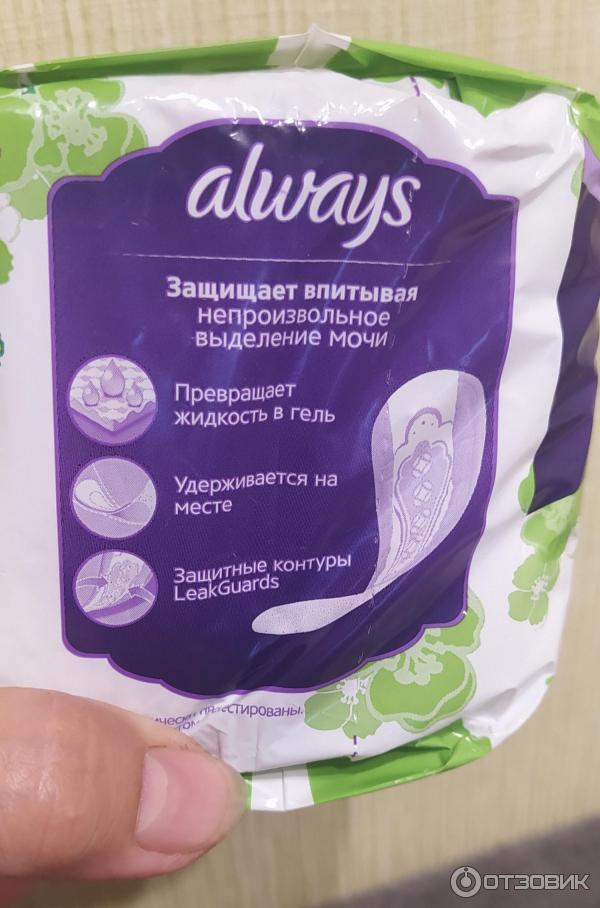 always
Защищает впитывая
непроизвольное
выделение мочи
Превращает
жидкость в гель
Удерживается на
месте
Защитные контуры
LeakGuards
ОТЗОВИК